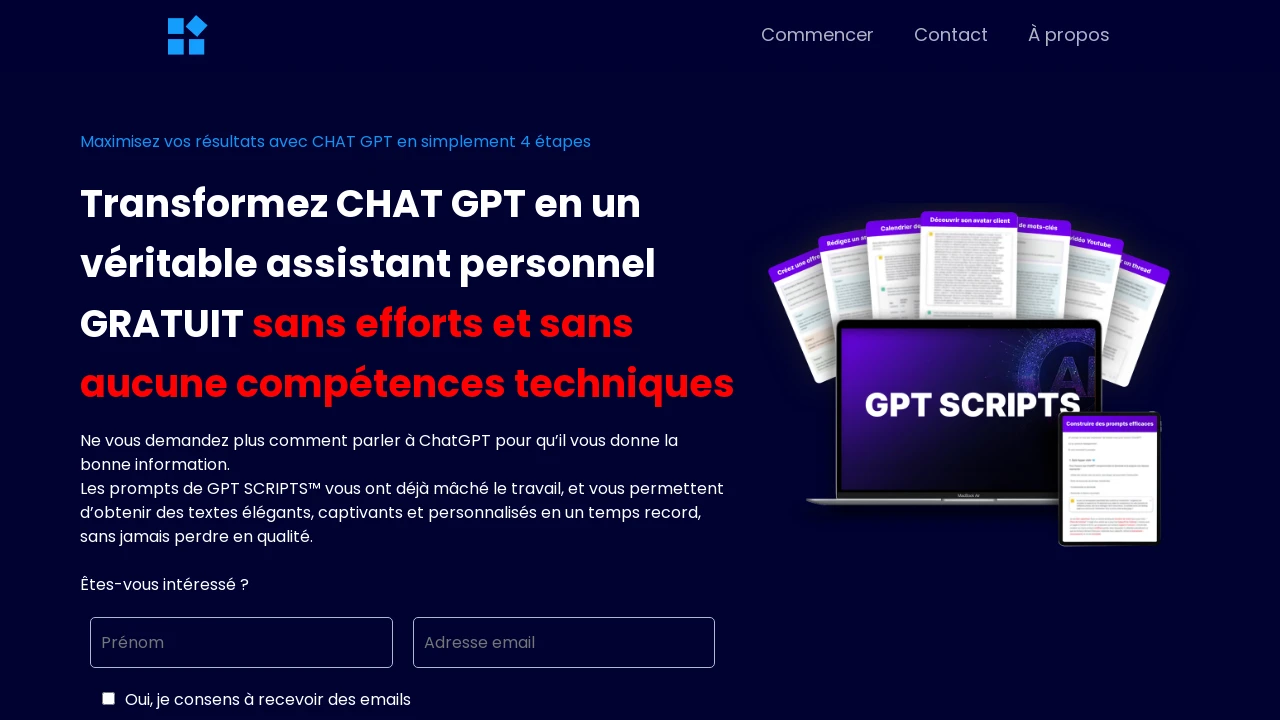 Commencer
Contact
À propos
Maximisez vos résultats avec CHAT GPT en simplement 4 étapes
Transformez CHAT GPT en un
véritable assistant personnel
GRATUIT sans efforts et sans
aucune compétences techniques
Ne vous demandez plus comment parler à ChatGPT pour qu’il vous donne la
bonne information.
Les prompts de GPT SCRIPTS™ vous ont déjà mâché le travail, et vous permettent
d’obtenir des textes élégants, captivants et personnalisés en un temps record,
sans jamais perdre en qualité.
Êtes-vous intéressé ?
Prénom
Adresse email
Oui, je consens à recevoir des emails
Créez une offre
Rédigez un
Calendrier de
Découvrir son avatar client
de mots-clés
vidéo Youtube
un thread
AI
GPT SCRIPTS
MacBook Air
Construire des prompts efficaces